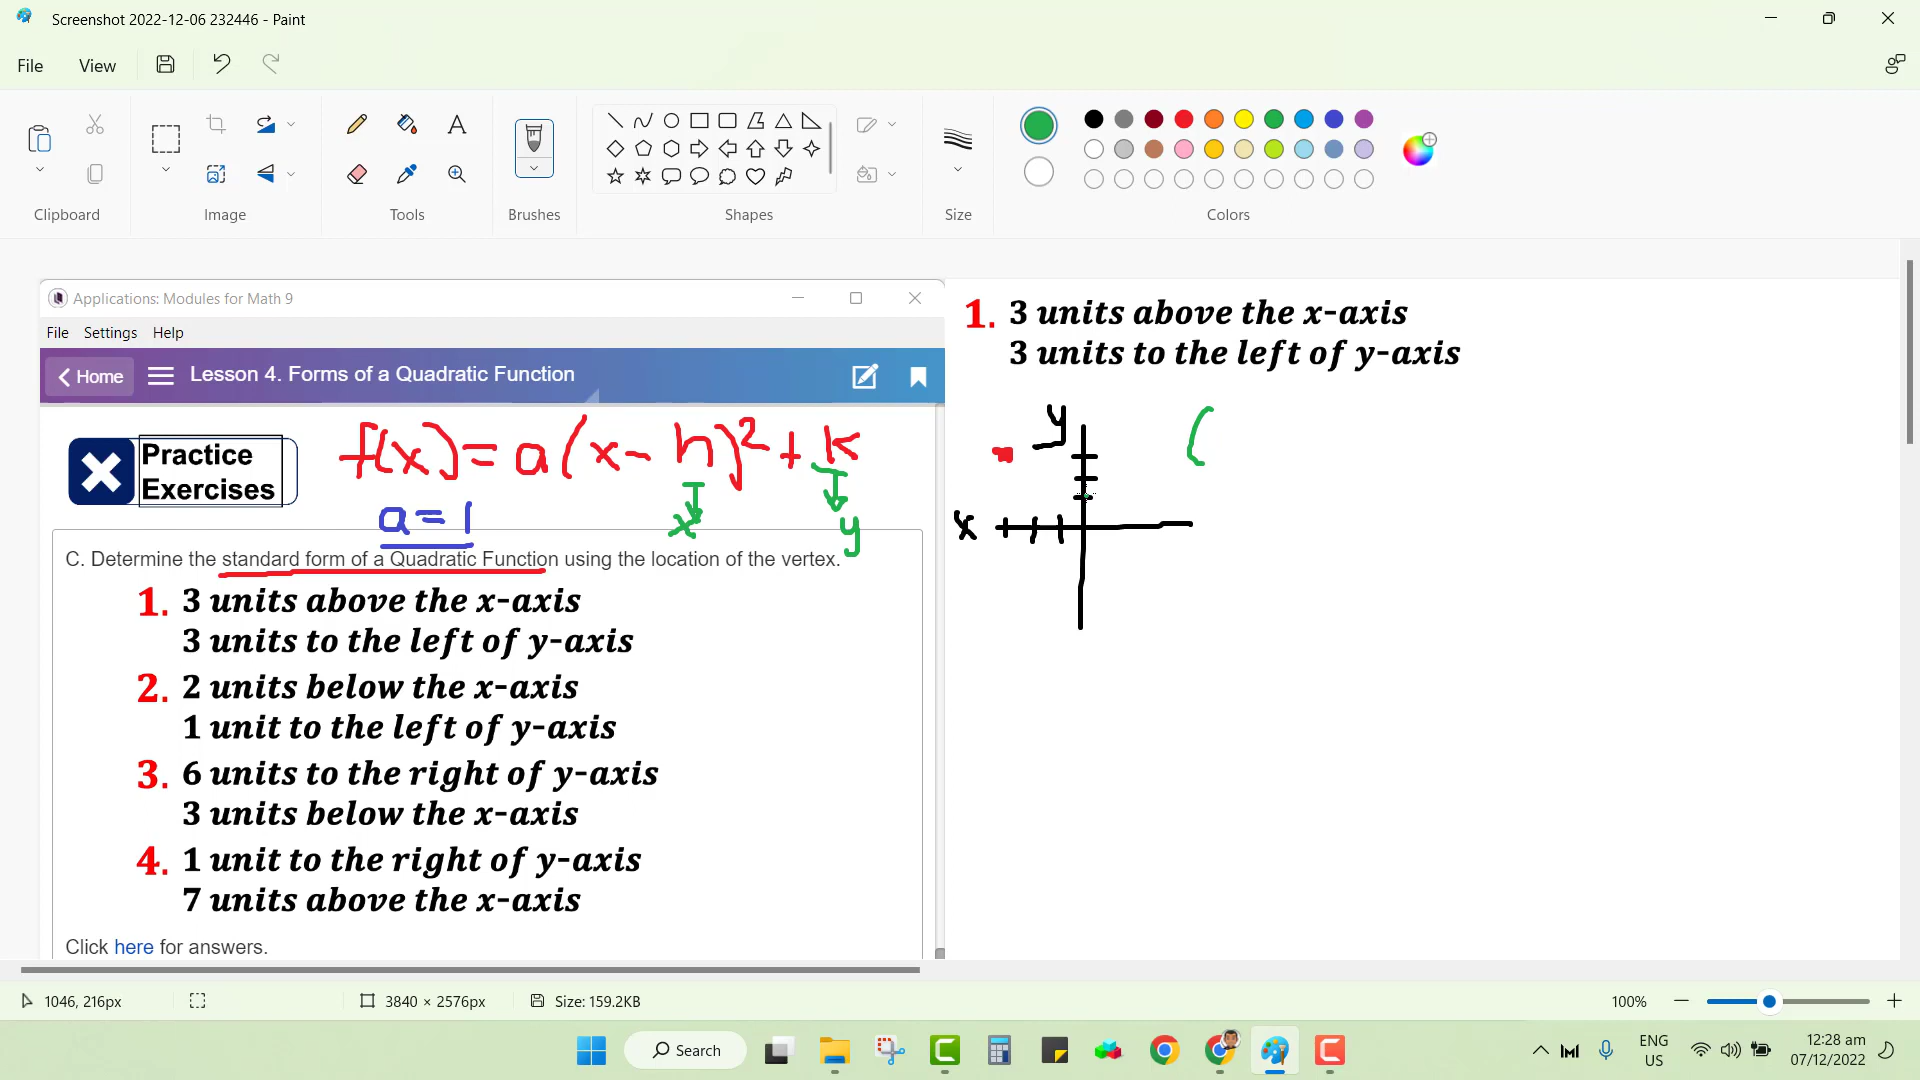 Screenshot 2022-12-06 232446 - Paint
File View
Clipboard Image Tools Brushes Shapes Size Colors
Applications: Modules for Math 9
File Settings Help
Home Lesson 4. Forms of a Quadratic Function
Practice
Exercises
f(x) = a(x - h)² + k
a = 1
x
y
C. Determine the standard form of a Quadratic Function using the location of the vertex.
1. 3 units above the x-axis
3 units to the left of y-axis
2. 2 units below the x-axis
1 unit to the left of y-axis
3. 6 units to the right of y-axis
3 units below the x-axis
4. 1 unit to the right of y-axis
7 units above the x-axis
Click here for answers.
1. 3 units above the x-axis
3 units to the left of y-axis
y
(
x
1046, 216px
3840 × 2576px
Size: 159.2KB
100%
Search
ENG
US
12:28 am
07/12/2022